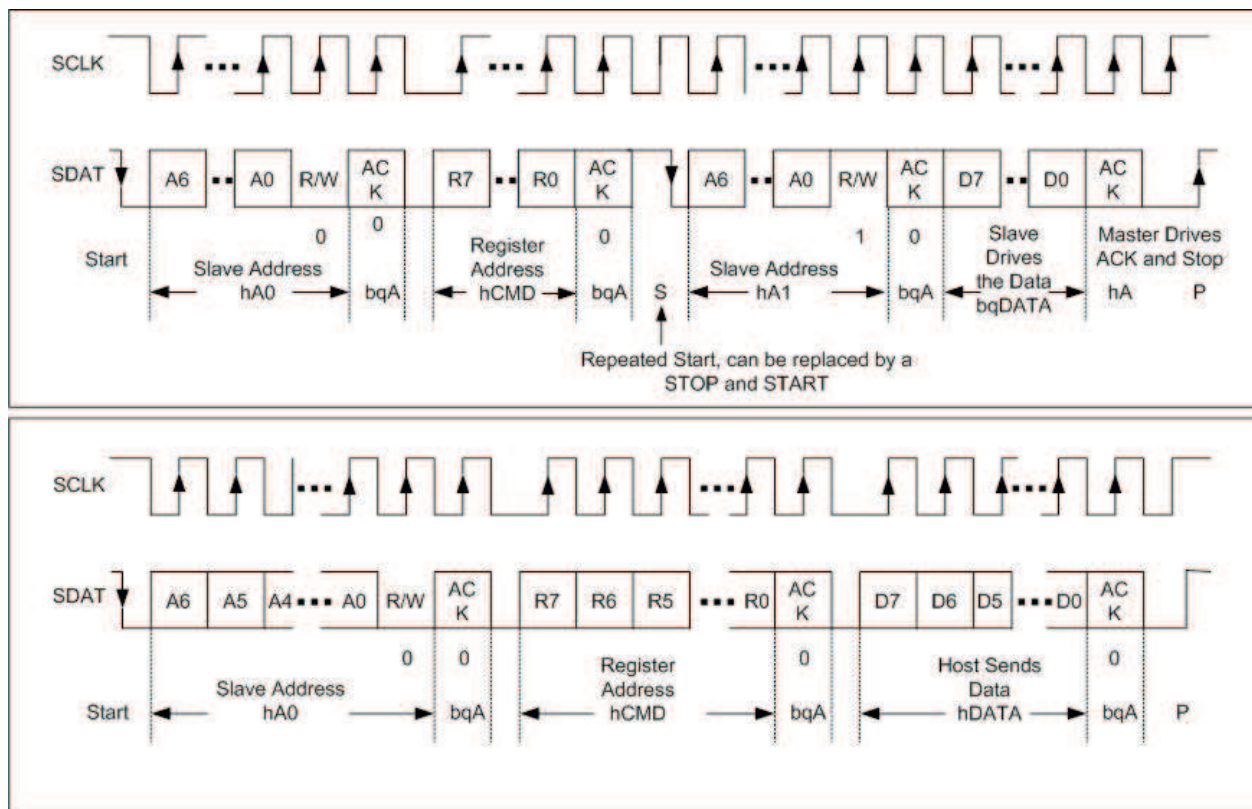 SCLK
SDAT A6 A0 R/W AC K R7 R0 AC K A6 A0 R/W AC K D7 D0 AC K
0 0 0 1 0
Start
Slave Address hA0
bqA
Register Address hCMD
bqA
S
Slave Address hA1
bqA
Slave Drives the Data bqDATA
Master Drives ACK and Stop
hA
P
Repeated Start, can be replaced by a
STOP and START
SCLK
SDAT A6 A5 A4 A0 R/W AC K R7 R6 R5 R0 AC K D7 D6 D5 D0 AC K
0 0 0 0
Start
Slave Address hA0
bqA
Register Address hCMD
bqA
Host Sends Data hDATA
bqA
P